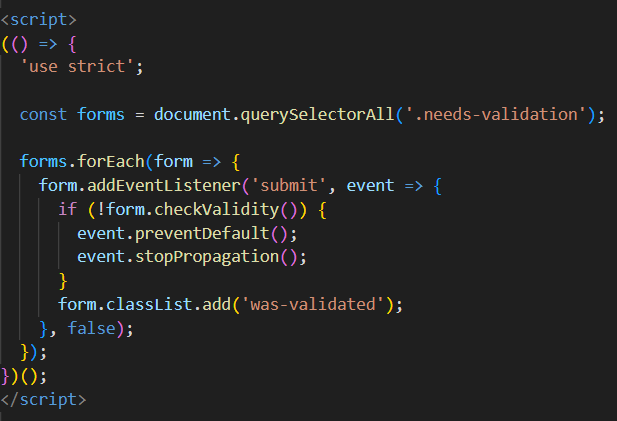 <script>
(() => {
  'use strict';

  const forms = document.querySelectorAll('.needs-validation');

  forms.forEach(form => {
    form.addEventListener('submit', event => {
      if (!form.checkValidity()) {
        event.preventDefault();
        event.stopPropagation();
      }
      form.classList.add('was-validated');
    }, false);
  });
})();
</script>